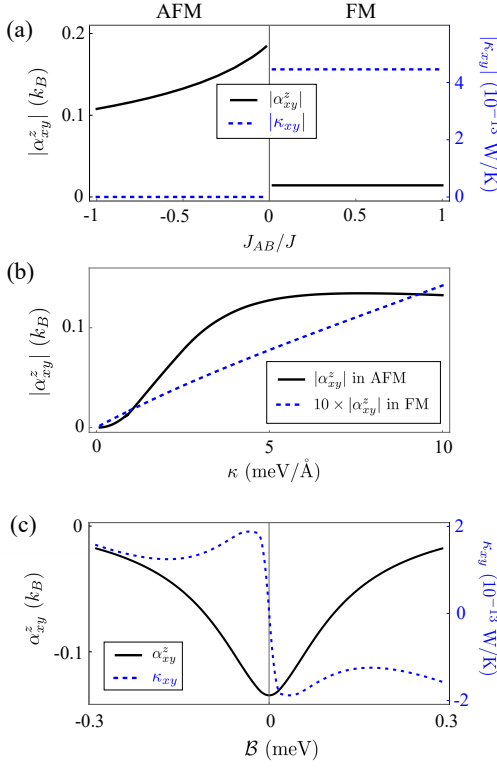 (a)
AFM
FM
0.2
0.1
0
|α^z_xy| (k_B)
|α^z_xy|
|κ_xy|
4
2
0
|κ_xy| (10⁻¹³ W/K)
-1
-0.5
0
0.5
1
J_AB/J
(b)
0.1
0
|α^z_xy| (k_B)
|α^z_xy| in AFM
10 × |α^z_xy| in FM
0
5
10
κ (meV/Å)
(c)
0
-0.1
α^z_xy (k_B)
α^z_xy
κ_xy
2
0
-2
κ_xy (10⁻¹³ W/K)
-0.3
0
0.3
ℬ (meV)